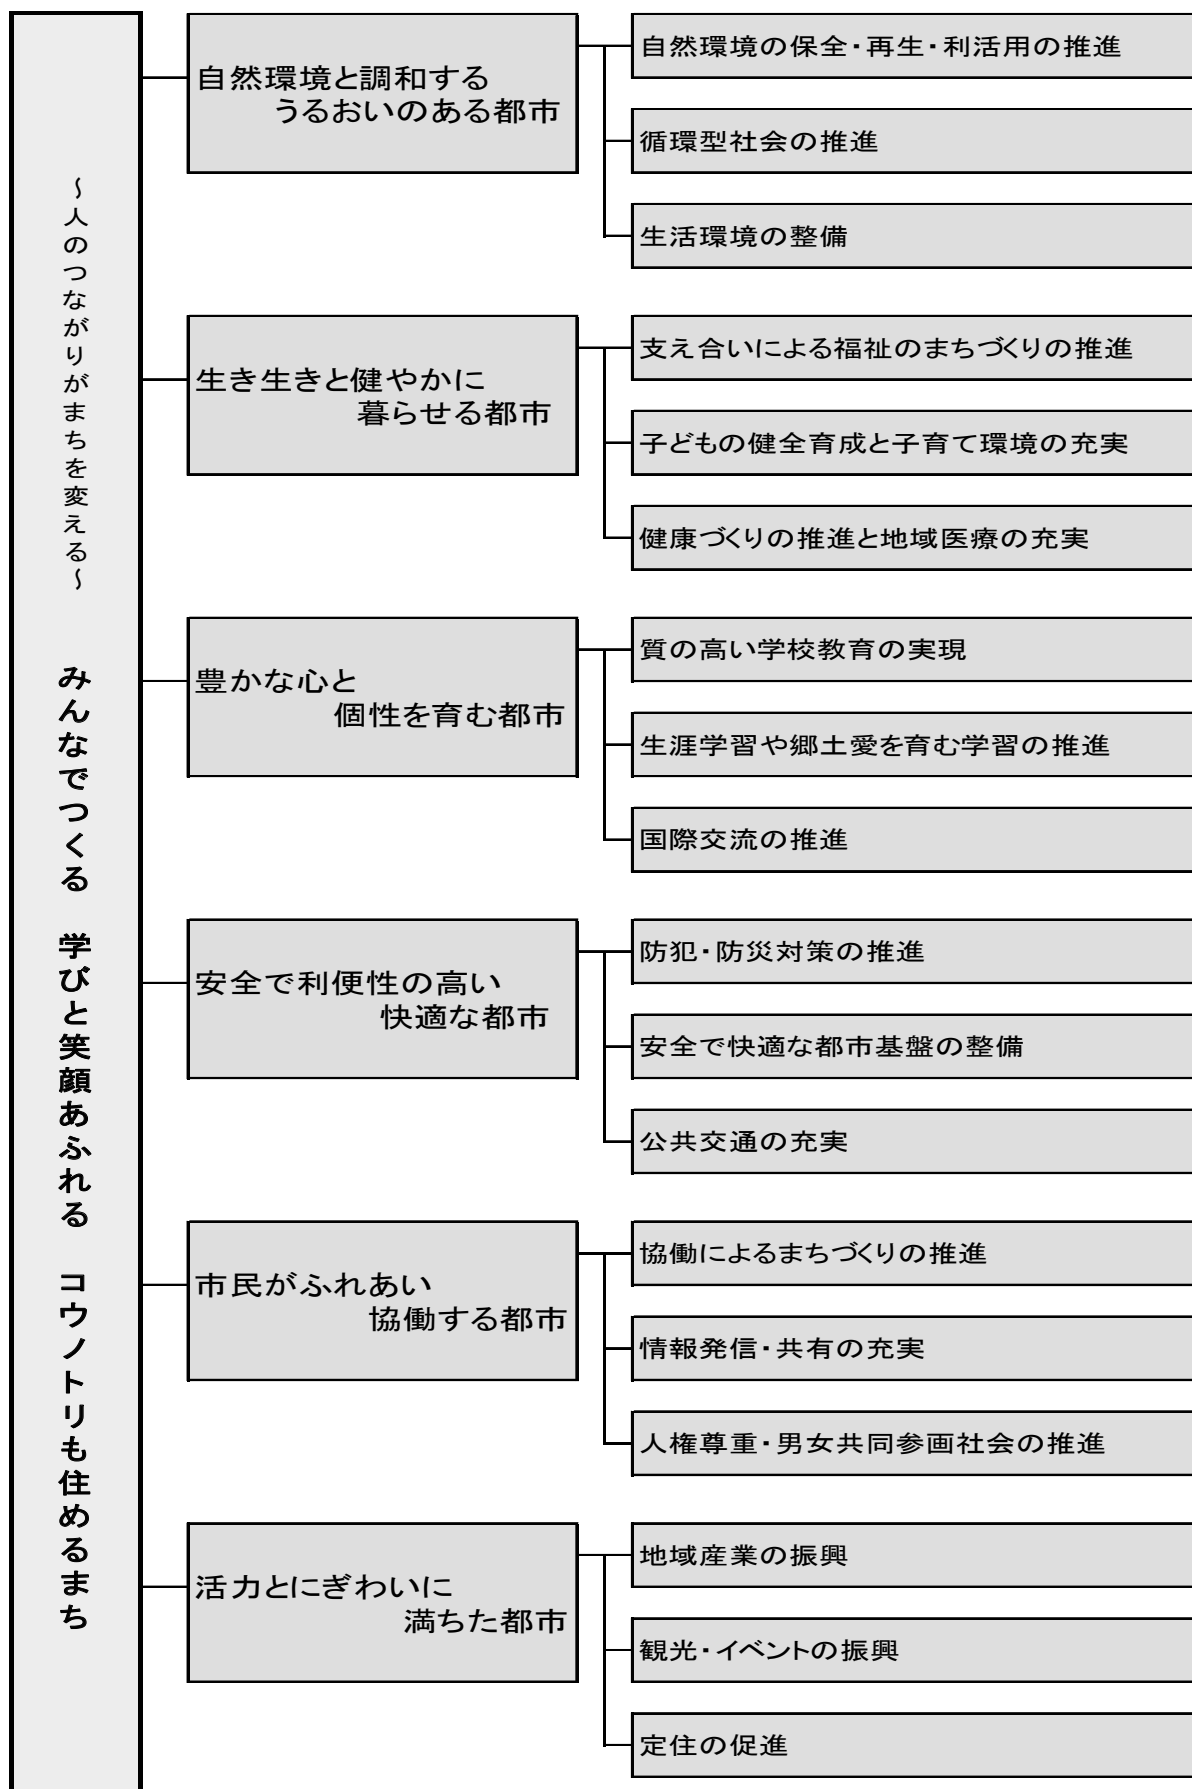 ～人のつながりがまちを変える～
みんなでつくる　学びと笑顔あふれる　コウノトリも住めるまち
自然環境と調和する
うるおいのある都市
自然環境の保全・再生・利活用の推進
循環型社会の推進
生活環境の整備
生き生きと健やかに
暮らせる都市
支え合いによる福祉のまちづくりの推進
子どもの健全育成と子育て環境の充実
健康づくりの推進と地域医療の充実
豊かな心と
個性を育む都市
質の高い学校教育の実現
生涯学習や郷土愛を育む学習の推進
国際交流の推進
安全で利便性の高い
快適な都市
防犯・防災対策の推進
安全で快適な都市基盤の整備
公共交通の充実
市民がふれあい
協働する都市
協働によるまちづくりの推進
情報発信・共有の充実
人権尊重・男女共同参画社会の推進
活力とにぎわいに
満ちた都市
地域産業の振興
観光・イベントの振興
定住の促進